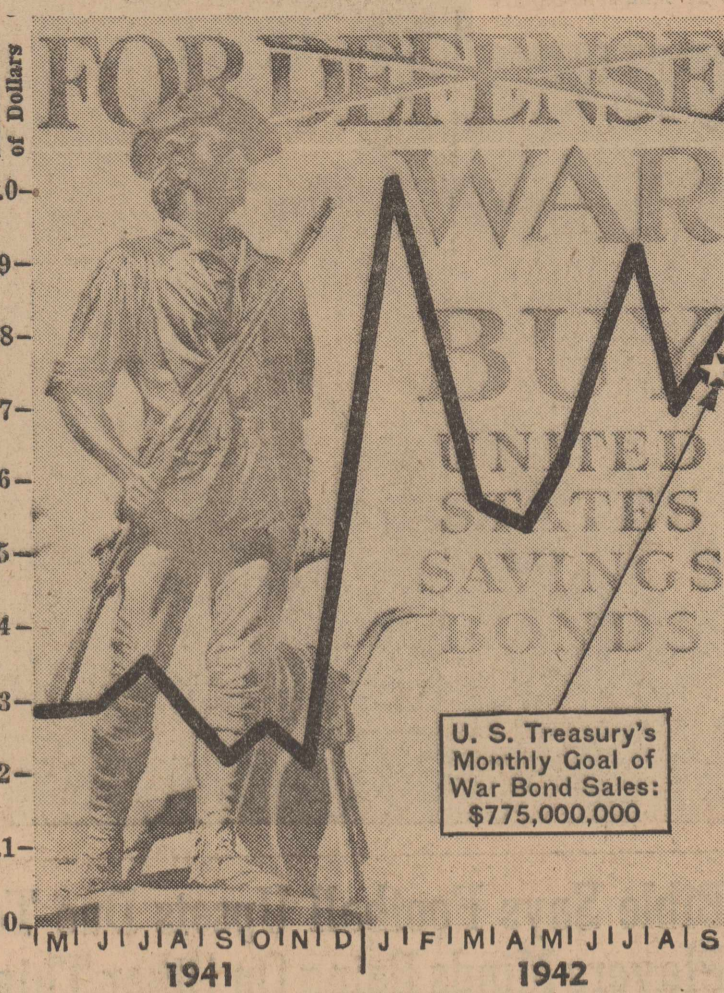 of Dollars
FOR DEFENSE
WAR
BUY
UNITED
STATES
SAVINGS
BONDS
.0
9
8
7
6
5
4
3
2
.1
0
U. S. Treasury's
Monthly Goal of
War Bond Sales:
$775,000,000
M J J A S O N D J F M A M J J A S
1941 1942